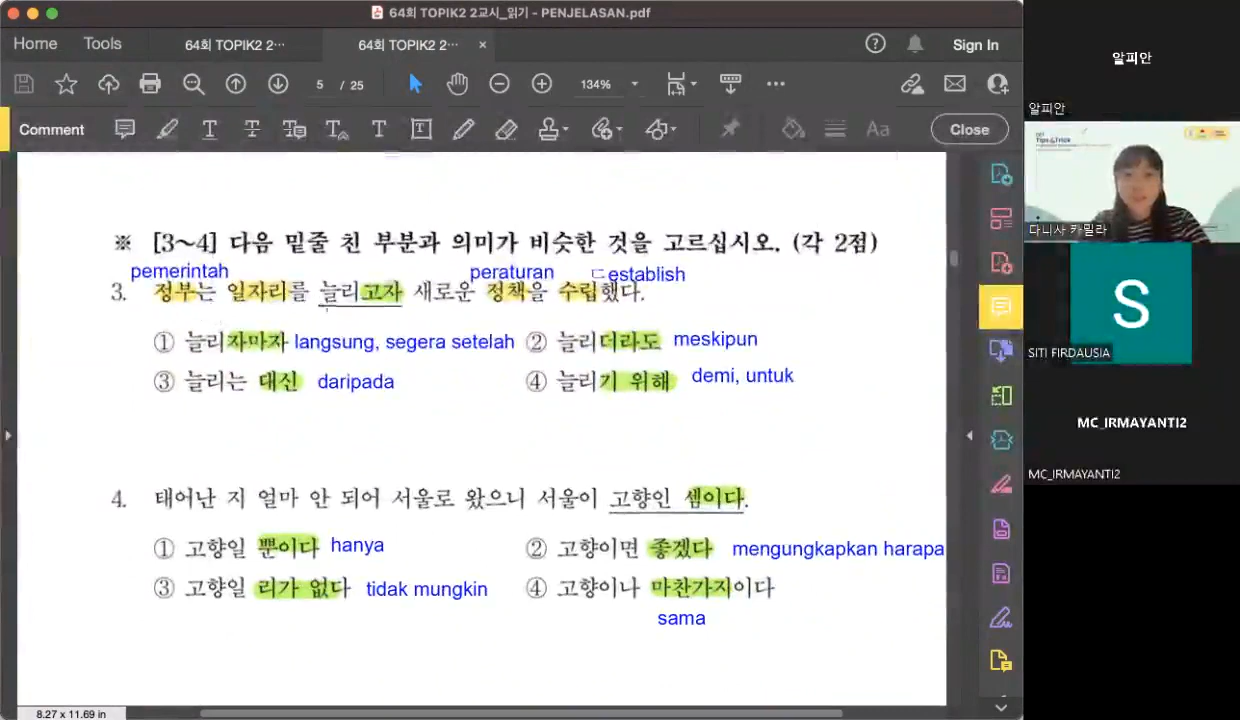 64회 TOPIK2 2교시_읽기 - PENJELASAN.pdf
Home Tools 64회 TOPIK2 2··· 64회 TOPIK2 2··· × Sign In
5 / 25 134%
Comment Aa Close
※ [3~4] 다음 밑줄 친 부분과 의미가 비슷한 것을 고르십시오. (각 2점)
pemerintah peraturan ㄷestablish
3. 정부는 일자리를 늘리고자 새로운 정책을 수립했다.
① 늘리자마자 langsung, segera setelah ② 늘리더라도 meskipun
③ 늘리는 대신 daripada ④ 늘리기 위해 demi, untuk
4. 태어난 지 얼마 안 되어 서울로 왔으니 서울이 고향인 셈이다.
① 고향일 뿐이다 hanya ② 고향이면 좋겠다 mengungkapkan harapa
③ 고향일 리가 없다 tidak mungkin ④ 고향이나 마찬가지이다
sama
8.27 x 11.69 in
알피안
알피안
Tips & Trick
다니사 카밀라
S
SITI FIRDAUSIA
MC_IRMAYANTI2
MC_IRMAYANTI2